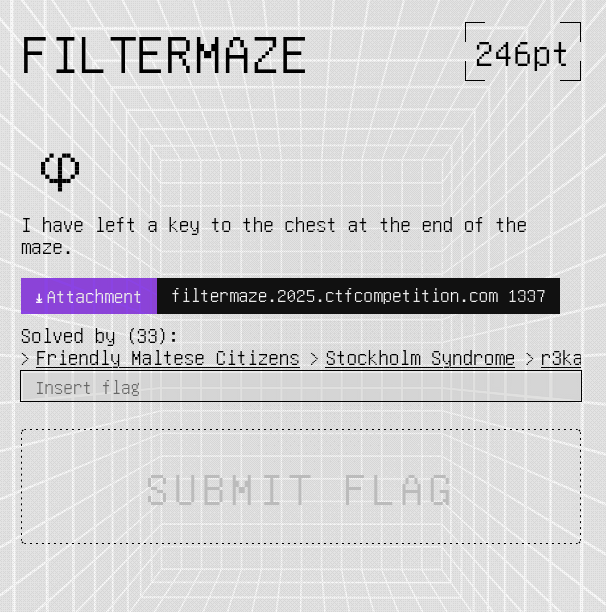 FILTERMAZE
246pt
φ
I have left a key to the chest at the end of the
maze.
Attachment
filtermaze.2025.ctfcompetition.com 1337
Solved by (33):
> Friendly Maltese Citizens > Stockholm Syndrome > r3ka
Insert flag
SUBMIT FLAG